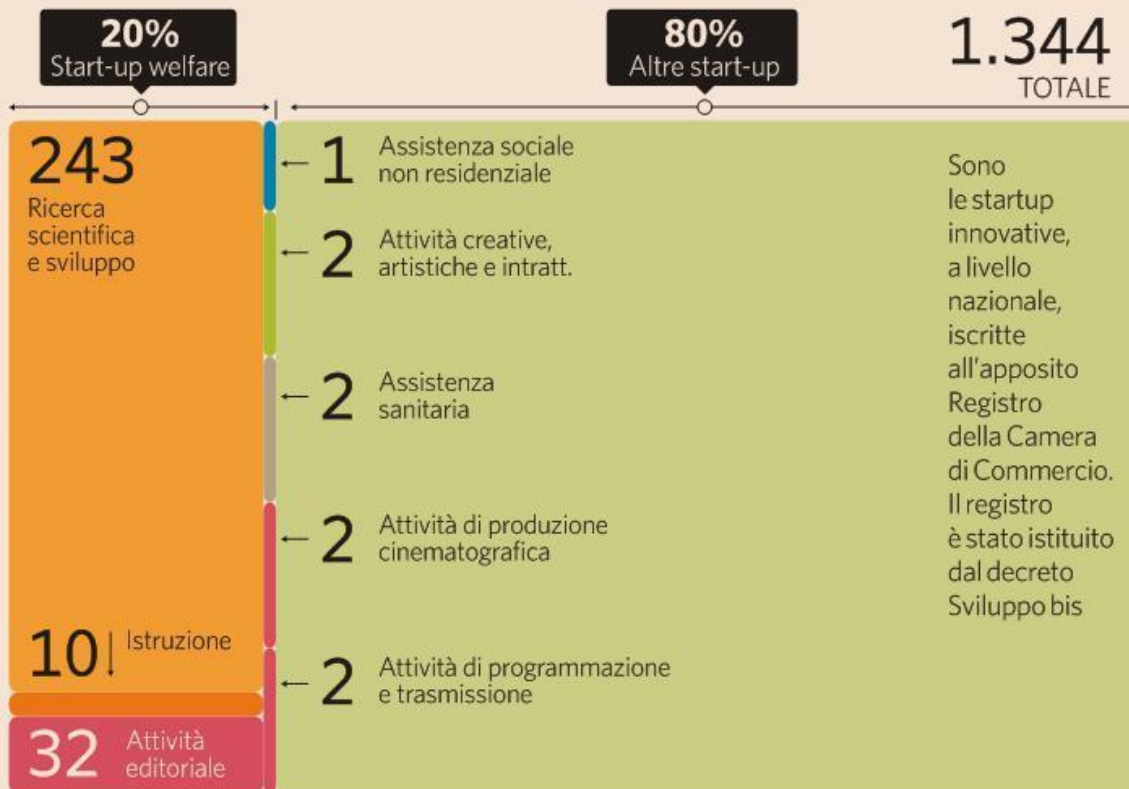 20%
Start-up welfare
80%
Altre start-up
1.344
TOTALE
243
Ricerca
scientifica
e sviluppo
10
Istruzione
32
Attività
editoriale
1
Assistenza sociale
non residenziale
2
Attività creative,
artistiche e intratt.
2
Assistenza
sanitaria
2
Attività di produzione
cinematografica
2
Attività di programmazione
e trasmissione
Sono
le startup
innovative,
a livello
nazionale,
iscritte
all'apposito
Registro
della Camera
di Commercio.
Il registro
è stato istituito
dal decreto
Sviluppo bis